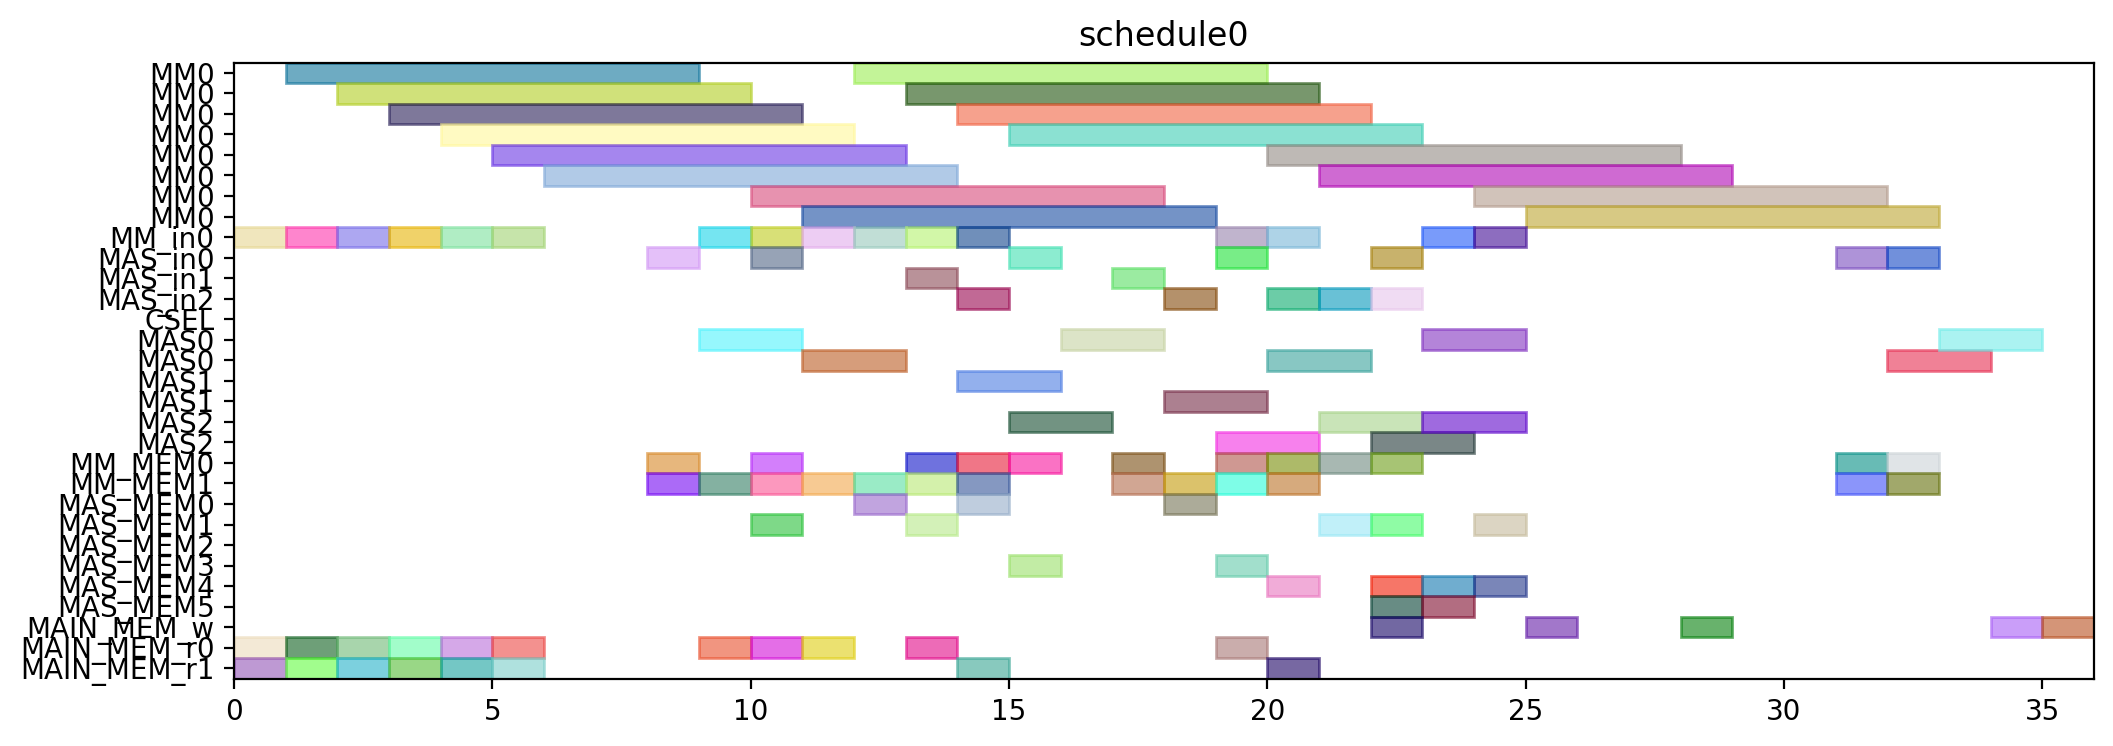 schedule0
MM0
MM0
MM0
MM0
MM0
MM0
MM0
MM0
MM_in0
MAS_in0
MAS_in1
MAS_in2
CSEL
MAS0
MAS0
MAS1
MAS1
MAS2
MAS2
MM_MEM0
MM_MEM1
MAS_MEM0
MAS_MEM1
MAS_MEM2
MAS_MEM3
MAS_MEM4
MAS_MEM5
MAIN_MEM_w
MAIN_MEM_r0
MAIN_MEM_r1
0 5 10 15 20 25 30 35